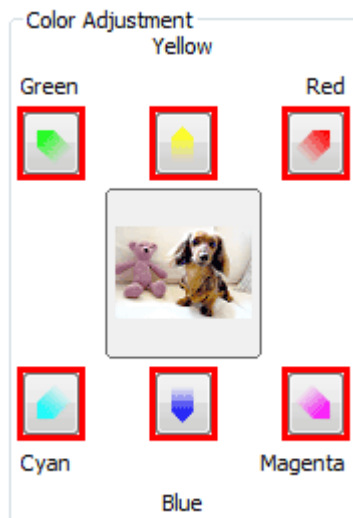 Color Adjustment
Yellow
Green
Red
Cyan
Magenta
Blue